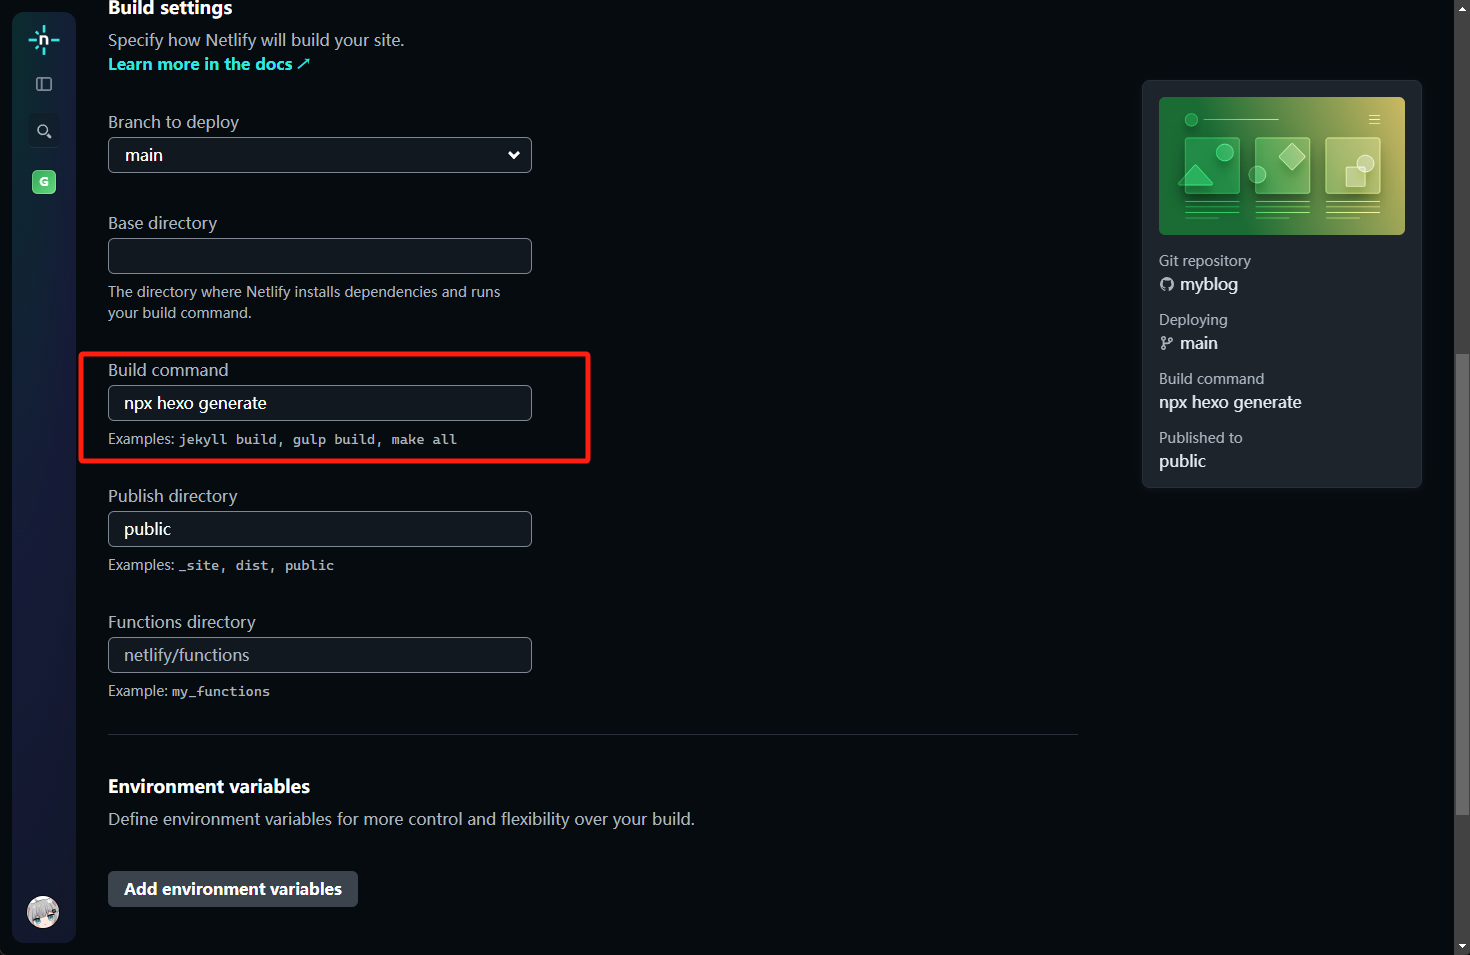 Build settings
Specify how Netlify will build your site.
Learn more in the docs ↗
Branch to deploy
main
Base directory
The directory where Netlify installs dependencies and runs
your build command.
Build command
npx hexo generate
Examples: jekyll build, gulp build, make all
Publish directory
public
Examples: _site, dist, public
Functions directory
netlify/functions
Example: my_functions
Environment variables
Define environment variables for more control and flexibility over your build.
Add environment variables
n
G
Git repository
myblog
Deploying
main
Build command
npx hexo generate
Published to
public